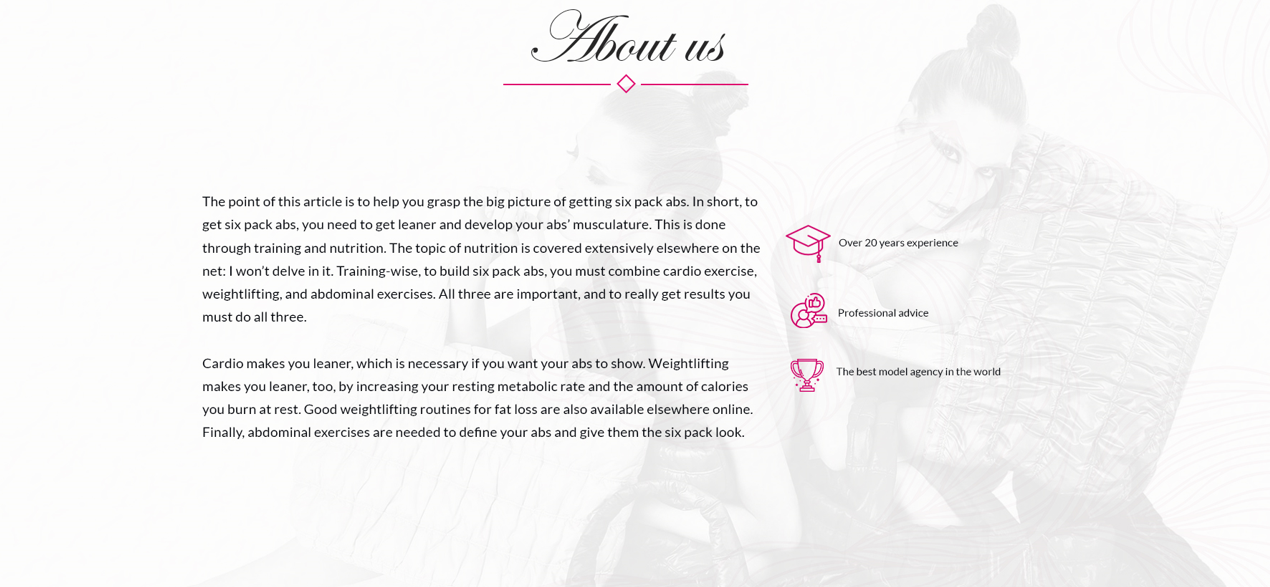 About us
The point of this article is to help you grasp the big picture of getting six pack abs. In short, to
get six pack abs, you need to get leaner and develop your abs’ musculature. This is done
through training and nutrition. The topic of nutrition is covered extensively elsewhere on the
net: I won’t delve in it. Training-wise, to build six pack abs, you must combine cardio exercise,
weightlifting, and abdominal exercises. All three are important, and to really get results you
must do all three.
Cardio makes you leaner, which is necessary if you want your abs to show. Weightlifting
makes you leaner, too, by increasing your resting metabolic rate and the amount of calories
you burn at rest. Good weightlifting routines for fat loss are also available elsewhere online.
Finally, abdominal exercises are needed to define your abs and give them the six pack look.
Over 20 years experience
Professional advice
The best model agency in the world